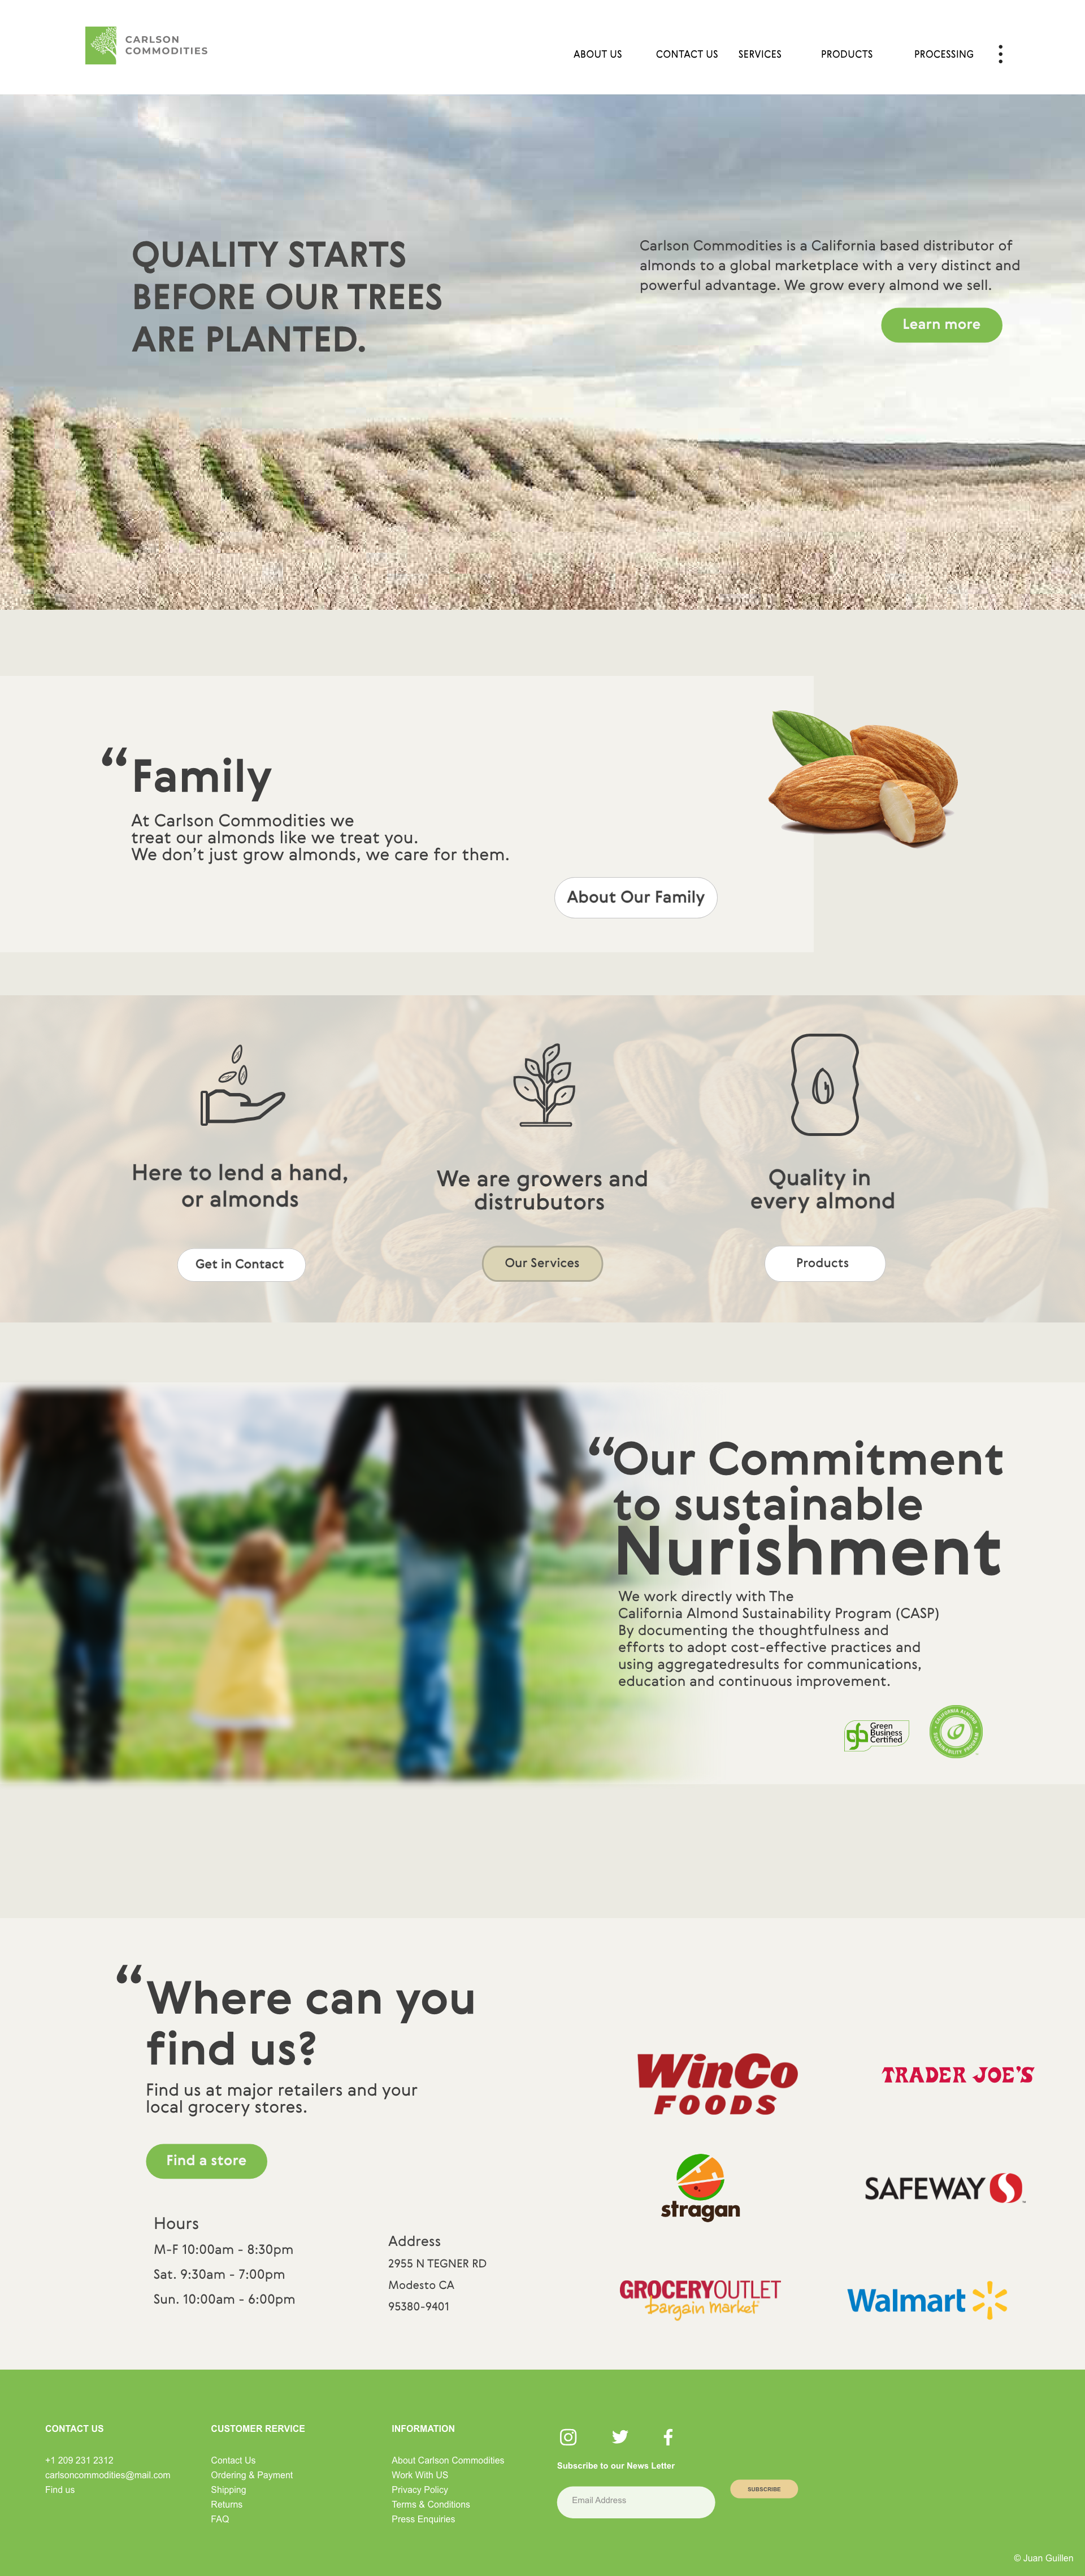 CARLSON
COMMODITIES
ABOUT US
CONTACT US
SERVICES
PRODUCTS
PROCESSING
QUALITY STARTS
BEFORE OUR TREES
ARE PLANTED.
Carlson Commodities is a California based distributor of
almonds to a global marketplace with a very distinct and
powerful advantage. We grow every almond we sell.
Learn more
“Family
At Carlson Commodities we
treat our almonds like we treat you.
We don’t just grow almonds, we care for them.
About Our Family
Here to lend a hand,
or almonds
Get in Contact
We are growers and
distrubutors
Our Services
Quality in
every almond
Products
“Our Commitment
to sustainable
Nurishment
We work directly with The
California Almond Sustainability Program (CASP)
By documenting the thoughtfulness and
efforts to adopt cost-effective practices and
using aggregatedresults for communications,
education and continuous improvement.
gb
Green
Business
Certified
CALIFORNIA ALMOND
SUSTAINABILITY PROGRAM
“Where can you
find us?
Find us at major retailers and your
local grocery stores.
Find a store
Hours
M-F 10:00am - 8:30pm
Sat. 9:30am - 7:00pm
Sun. 10:00am - 6:00pm
Address
2955 N TEGNER RD
Modesto CA
95380-9401
WinCo
FOODS
TRADER JOE’S
stragan
SAFEWAY
GROCERY OUTLET
bargain market
Walmart
CONTACT US
+1 209 231 2312
carlsoncommodities@mail.com
Find us
CUSTOMER RERVICE
Contact Us
Ordering & Payment
Shipping
Returns
FAQ
INFORMATION
About Carlson Commodities
Work With US
Privacy Policy
Terms & Conditions
Press Enquiries
Subscribe to our News Letter
Email Address
SUBSCRIBE
© Juan Guillen